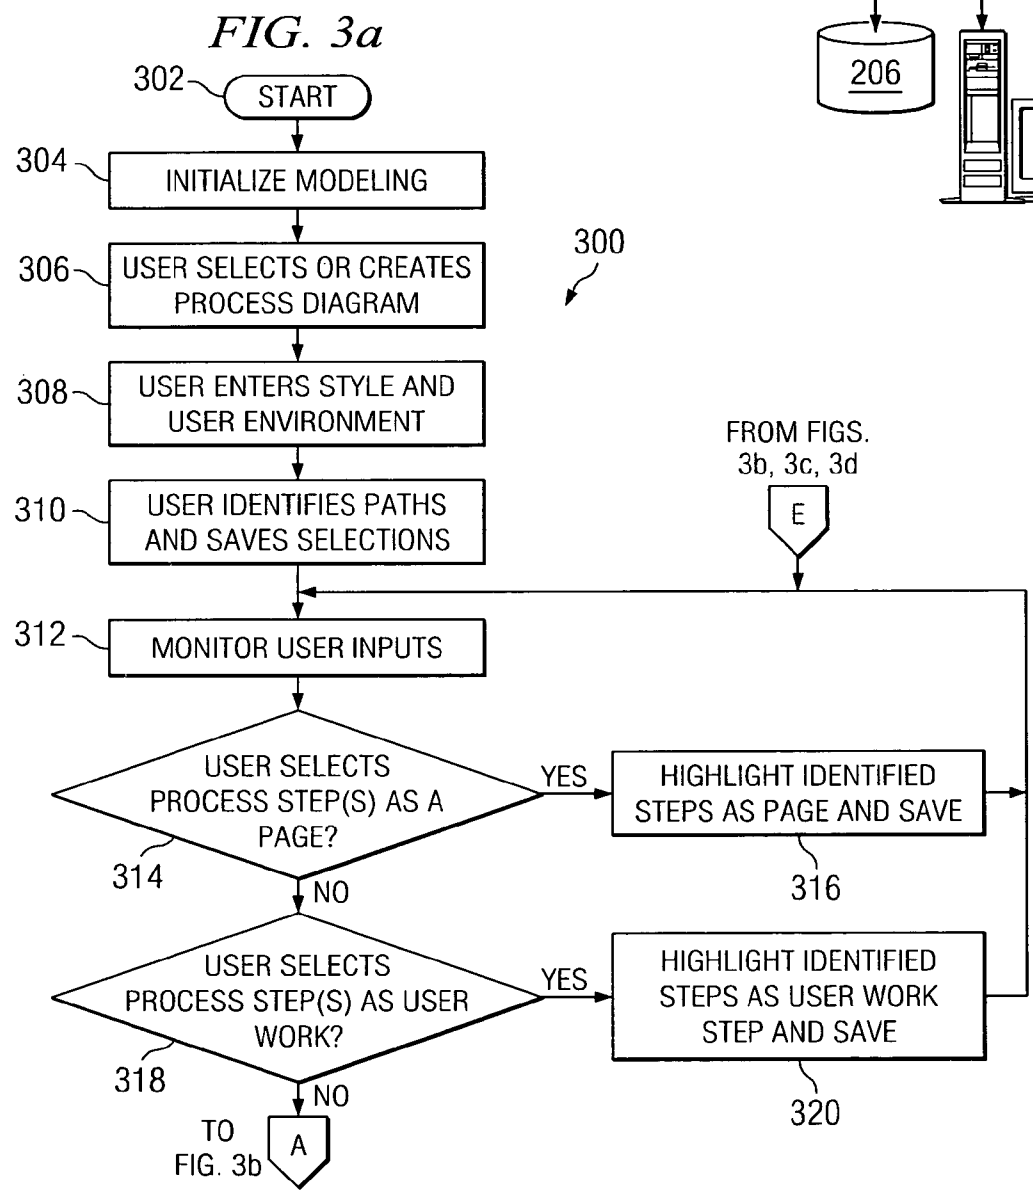 FIG. 3a
206
302
START
304
INITIALIZE MODELING
300
306
USER SELECTS OR CREATES
PROCESS DIAGRAM
308
USER ENTERS STYLE AND
USER ENVIRONMENT
FROM FIGS.
3b, 3c, 3d
E
310
USER IDENTIFIES PATHS
AND SAVES SELECTIONS
312
MONITOR USER INPUTS
USER SELECTS
PROCESS STEP(S) AS A
PAGE?
314
YES
HIGHLIGHT IDENTIFIED
STEPS AS PAGE AND SAVE
316
NO
USER SELECTS
PROCESS STEP(S) AS USER
WORK?
318
YES
HIGHLIGHT IDENTIFIED
STEPS AS USER WORK
STEP AND SAVE
320
NO
TO
FIG. 3b
A